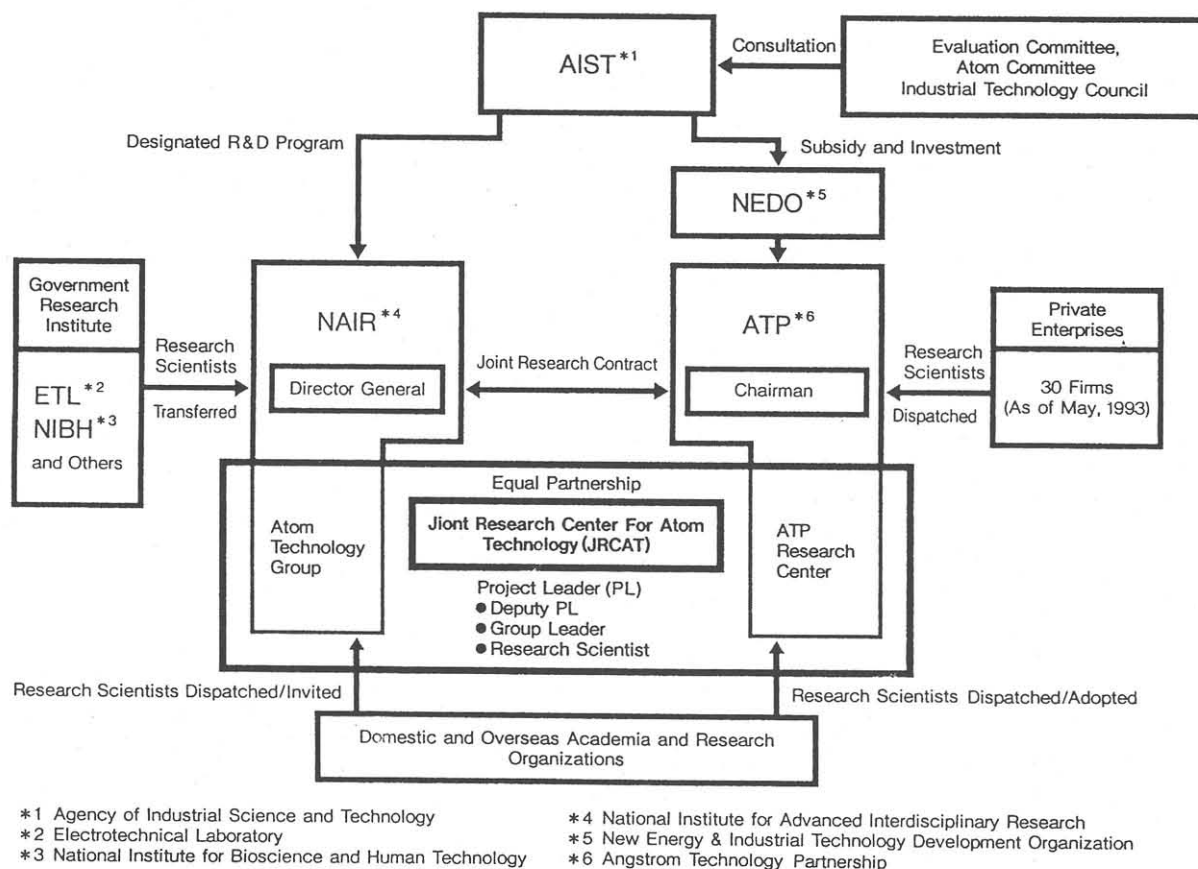 AIST*1
Consultation
Evaluation Committee,
Atom Committee
Industrial Technology Council
Designated R&D Program
Subsidy and Investment
NEDO*5
Government
Research
Institute
ETL*2
NIBH*3
and Others
Research
Scientists
Transferred
NAIR*4
Director General
Joint Research Contract
ATP*6
Chairman
Research
Scientists
Dispatched
Private
Enterprises
30 Firms
(As of May, 1993)
Equal Partnership
Atom
Technology
Group
Jiont Research Center For Atom
Technology (JRCAT)
Project Leader (PL)
● Deputy PL
● Group Leader
● Research Scientist
ATP
Research
Center
Research Scientists Dispatched/Invited
Research Scientists Dispatched/Adopted
Domestic and Overseas Academia and Research
Organizations
*1 Agency of Industrial Science and Technology
*2 Electrotechnical Laboratory
*3 National Institute for Bioscience and Human Technology
*4 National Institute for Advanced Interdisciplinary Research
*5 New Energy & Industrial Technology Development Organization
*6 Angstrom Technology Partnership